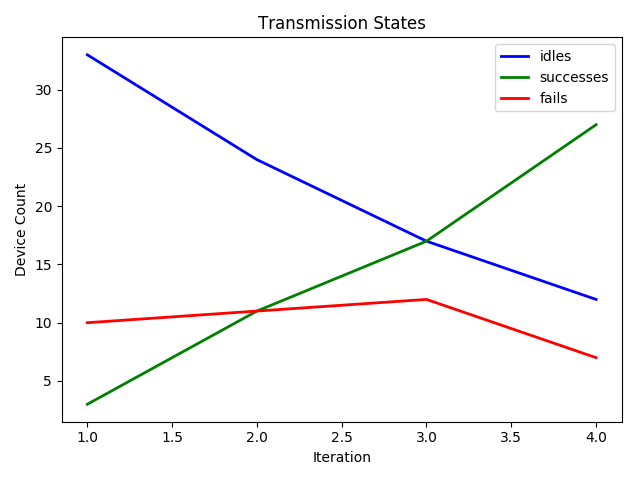 Transmission States
idles
successes
fails
Device Count
30
25
20
15
10
5
1.0 1.5 2.0 2.5 3.0 3.5 4.0
Iteration